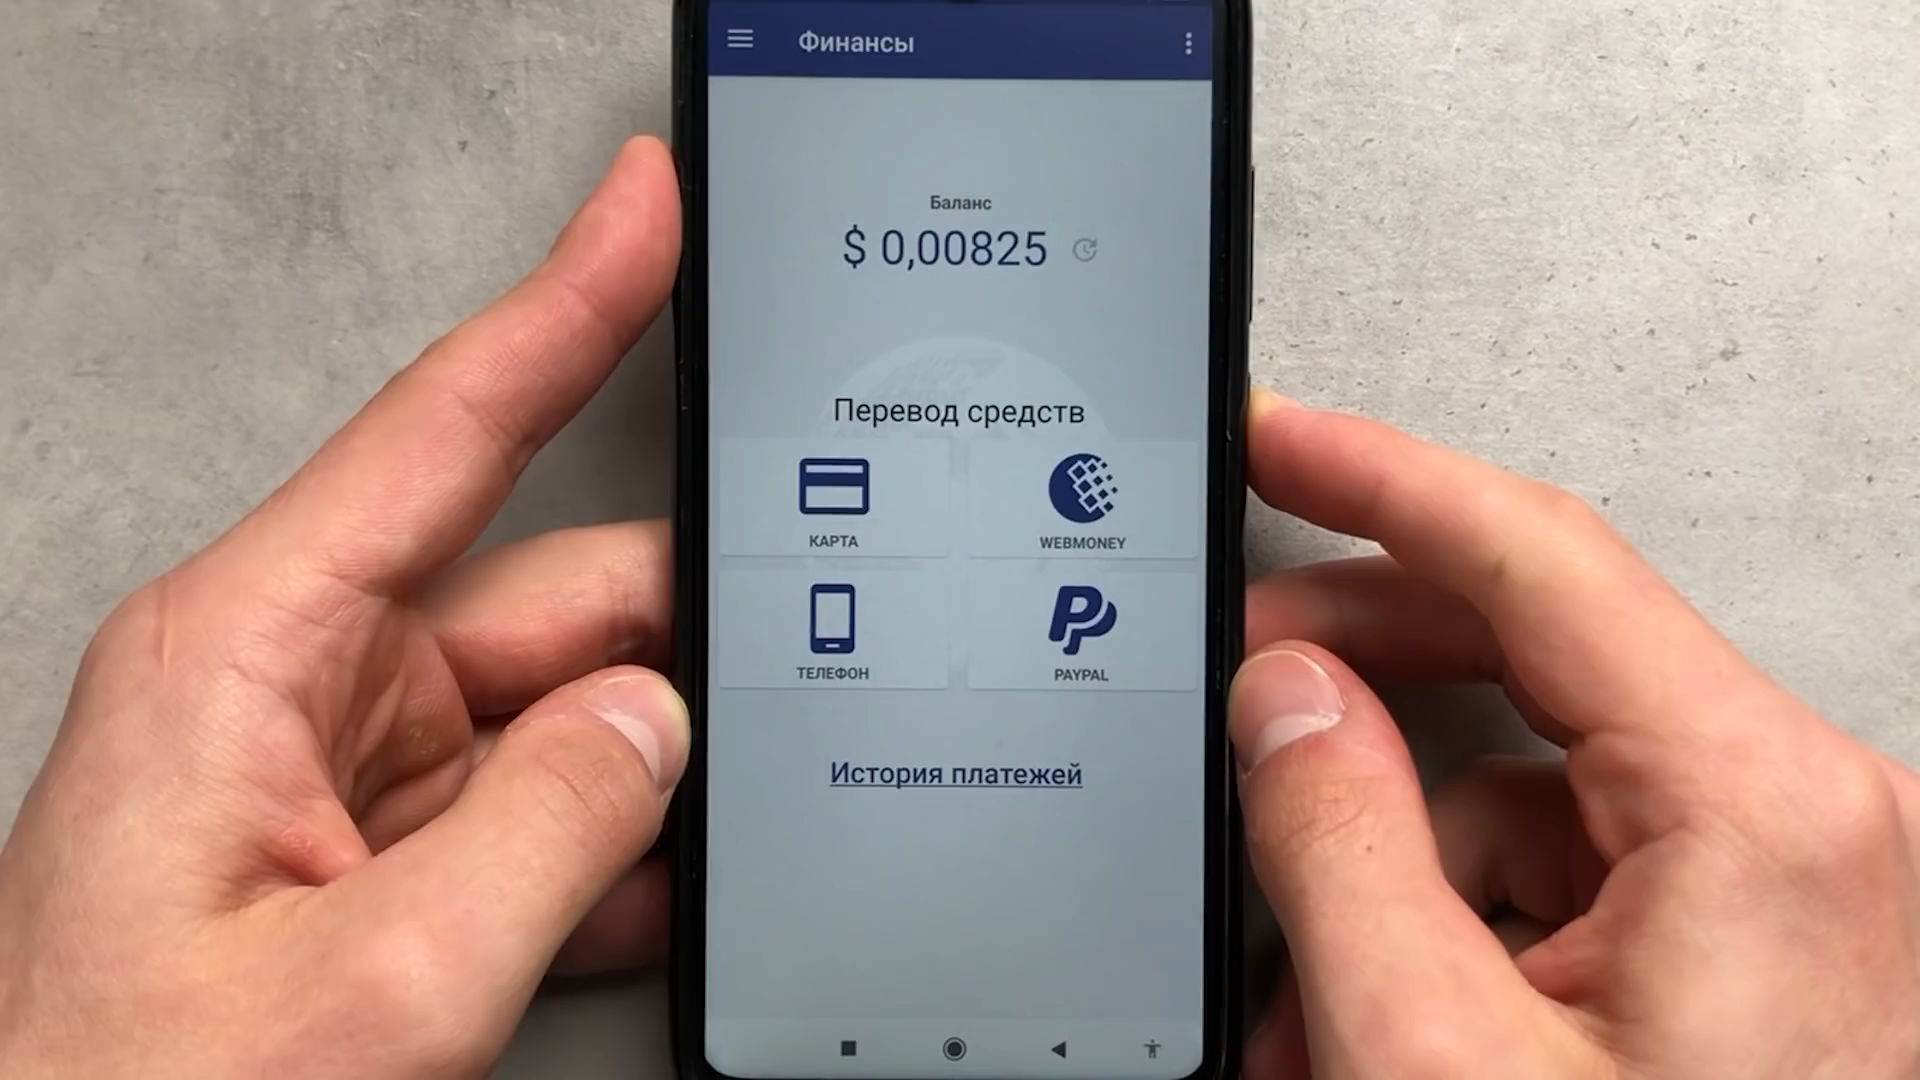 Финансы
Баланс
$ 0,00825
Перевод средств
КАРТА
WEBMONEY
ТЕЛЕФОН
PAYPAL
История платежей